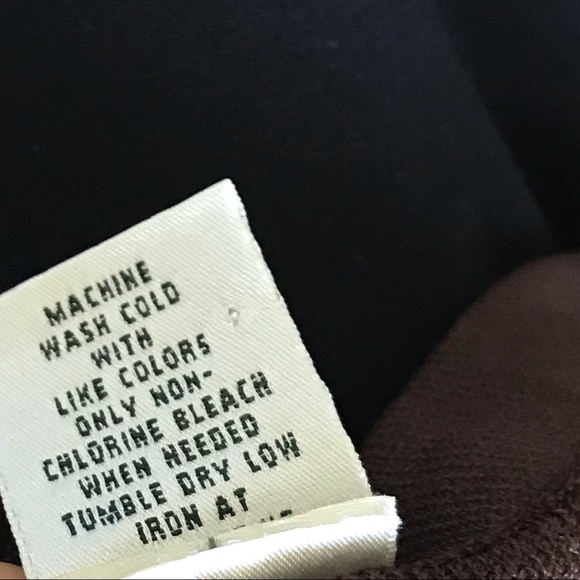 MACHINE
WASH COLD
WITH
LIKE COLORS
ONLY NON-
CHLORINE BLEACH
WHEN NEEDED
TUMBLE DRY LOW
IRON AT